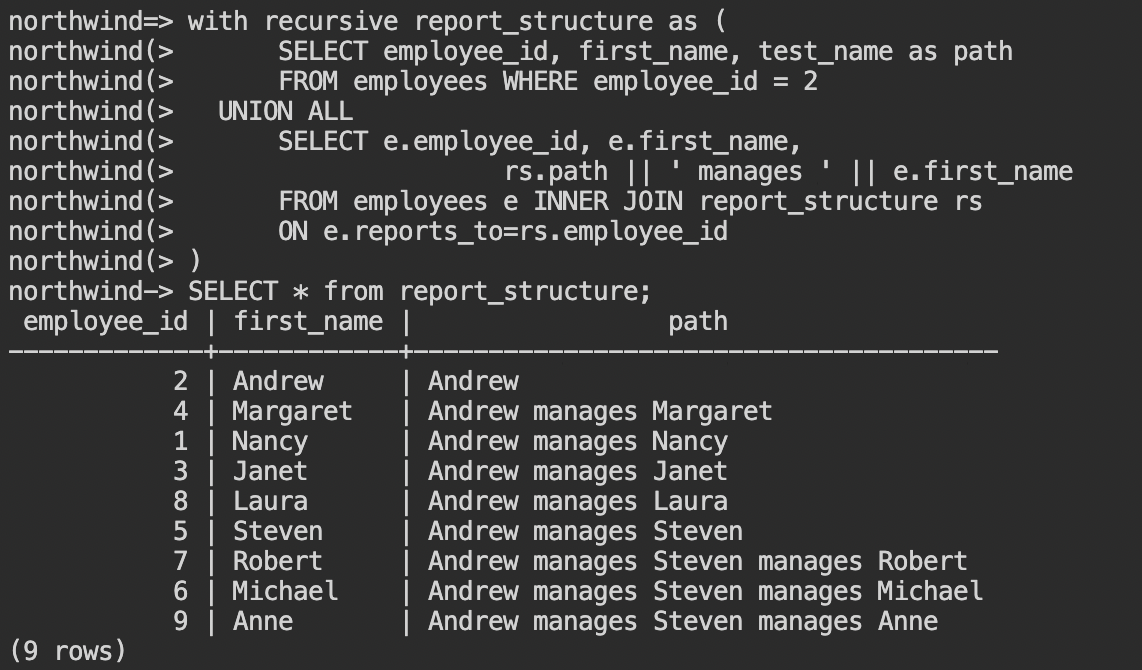 northwind=> with recursive report_structure as (
northwind(>       SELECT employee_id, first_name, test_name as path
northwind(>       FROM employees WHERE employee_id = 2
northwind(>   UNION ALL
northwind(>       SELECT e.employee_id, e.first_name,
northwind(>                      rs.path || ' manages ' || e.first_name
northwind(>       FROM employees e INNER JOIN report_structure rs
northwind(>       ON e.reports_to=rs.employee_id
northwind(> )
northwind-> SELECT * from report_structure;
 employee_id | first_name |                 path
-------------+------------+---------------------------------------
           2 | Andrew     | Andrew
           4 | Margaret   | Andrew manages Margaret
           1 | Nancy      | Andrew manages Nancy
           3 | Janet      | Andrew manages Janet
           8 | Laura      | Andrew manages Laura
           5 | Steven     | Andrew manages Steven
           7 | Robert     | Andrew manages Steven manages Robert
           6 | Michael    | Andrew manages Steven manages Michael
           9 | Anne       | Andrew manages Steven manages Anne
(9 rows)